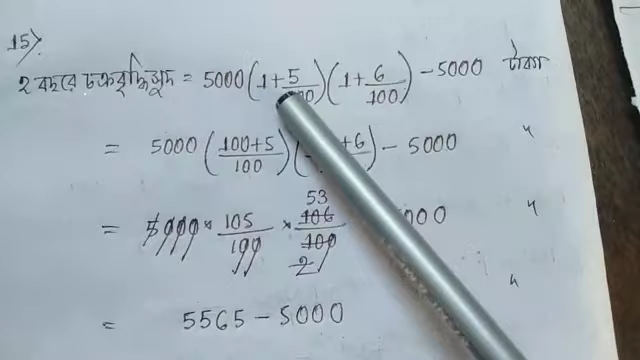 15)
২ বছরে চক্রবৃদ্ধি সুদ = 5000 (1 + 5/100) (1 + 6/100) - 5000 টাকা
= 5000 (100+5/100) ( +6/ ) - 5000 "
= 5000 × 105/100 × 53 106/100 2 000 "
= 5565 - 5000 "